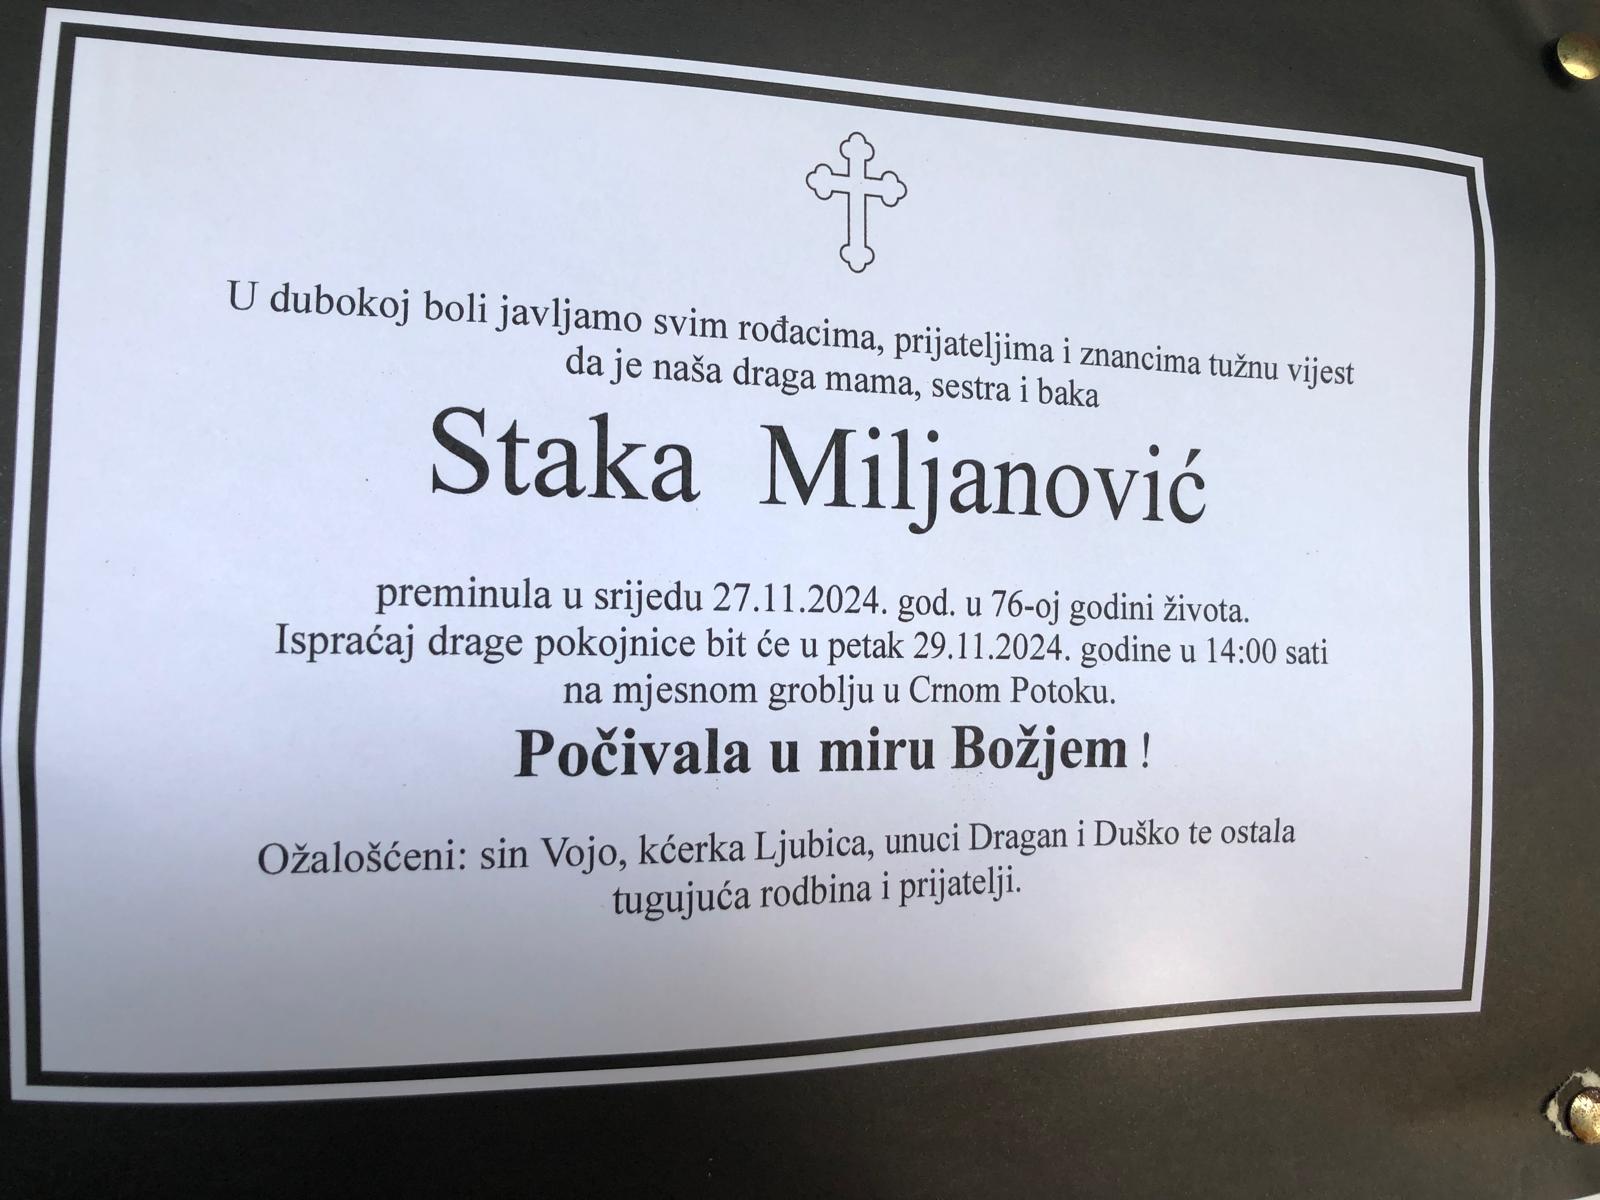 U dubokoj boli javljamo svim rođacima, prijateljima i znancima tužnu vijest
da je naša draga mama, sestra i baka
Staka Miljanović
preminula u srijedu 27.11.2024. god. u 76-oj godini života.
Ispraćaj drage pokojnice bit će u petak 29.11.2024. godine u 14:00 sati
na mjesnom groblju u Crnom Potoku.
Počivala u miru Božjem !
Ožalošćeni: sin Vojo, kćerka Ljubica, unuci Dragan i Duško te ostala
tugujuća rodbina i prijatelji.